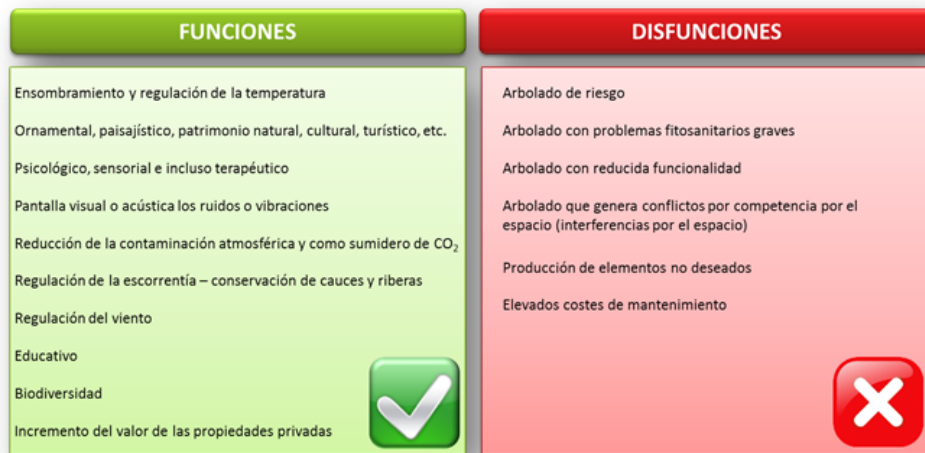 FUNCIONES
Ensombramiento y regulación de la temperatura
Ornamental, paisajístico, patrimonio natural, cultural, turístico, etc.
Psicológico, sensorial e incluso terapéutico
Pantalla visual o acústica los ruidos o vibraciones
Reducción de la contaminación atmosférica y como sumidero de CO₂
Regulación de la escorrentía – conservación de cauces y riberas
Regulación del viento
Educativo
Biodiversidad
Incremento del valor de las propiedades privadas
DISFUNCIONES
Arbolado de riesgo
Arbolado con problemas fitosanitarios graves
Arbolado con reducida funcionalidad
Arbolado que genera conflictos por competencia por el
espacio (interferencias por el espacio)
Producción de elementos no deseados
Elevados costes de mantenimiento